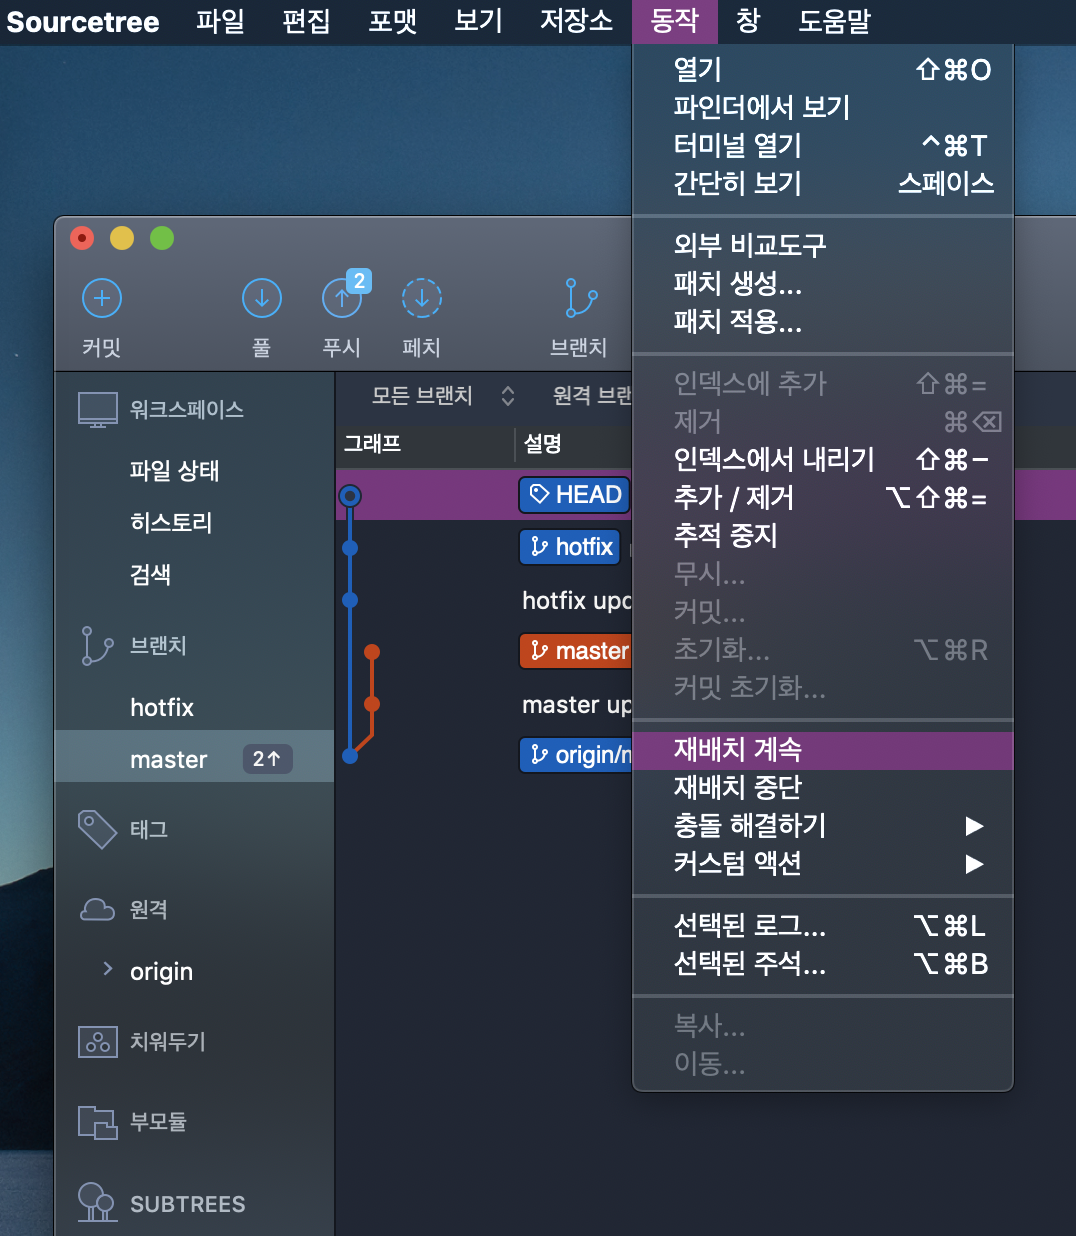 Sourcetree 파일 편집 포맷 보기 저장소 동작 창 도움말
열기 ⇧⌘O
파인더에서 보기
터미널 열기 ^⌘T
간단히 보기 스페이스
외부 비교도구
패치 생성...
패치 적용...
인덱스에 추가 ⇧⌘=
제거 ⌘⌫
인덱스에서 내리기 ⇧⌘−
추가 / 제거 ⌥⇧⌘=
추적 중지
무시...
커밋...
초기화... ⌥⌘R
커밋 초기화...
재배치 계속
재배치 중단
충돌 해결하기 ▶
커스텀 액션 ▶
선택된 로그... ⌥⌘L
선택된 주석... ⌥⌘B
복사...
이동...
2
커밋 풀 푸시 페치 브랜치
워크스페이스
파일 상태
히스토리
검색
브랜치
hotfix
master 2↑
태그
원격
origin
치워두기
부모듈
SUBTREES
모든 브랜치 원격 브랜
그래프 설명
HEAD
hotfix
hotfix upd
master
master up
origin/m